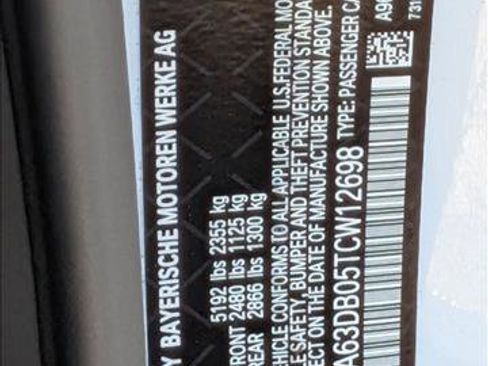 Y BAYERISCHE MOTOREN WERKE AG
5192 lbs 2355 kg
FRONT 2480 lbs 1125 kg
REAR 2866 lbs 1300 kg
CONFORMS TO ALL APPLICABLE U.S. FEDERAL MO
SAFETY, BUMPER AND THEFT PREVENTION STANDA
ECT ON THE DATE OF MANUFACTURE SHOWN ABOVE.
A63DB05TCW12698 TYPE: PASSENGER CA
A9
731